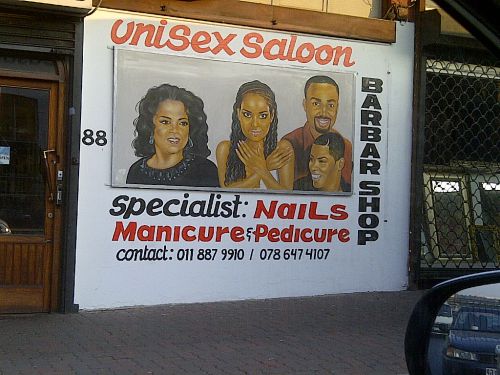 UniSex Saloon
88
BARBAR SHOP
specialist: NaiLs
Manicure & Pedicure
contact: 011 887 9910 / 078 647 4107